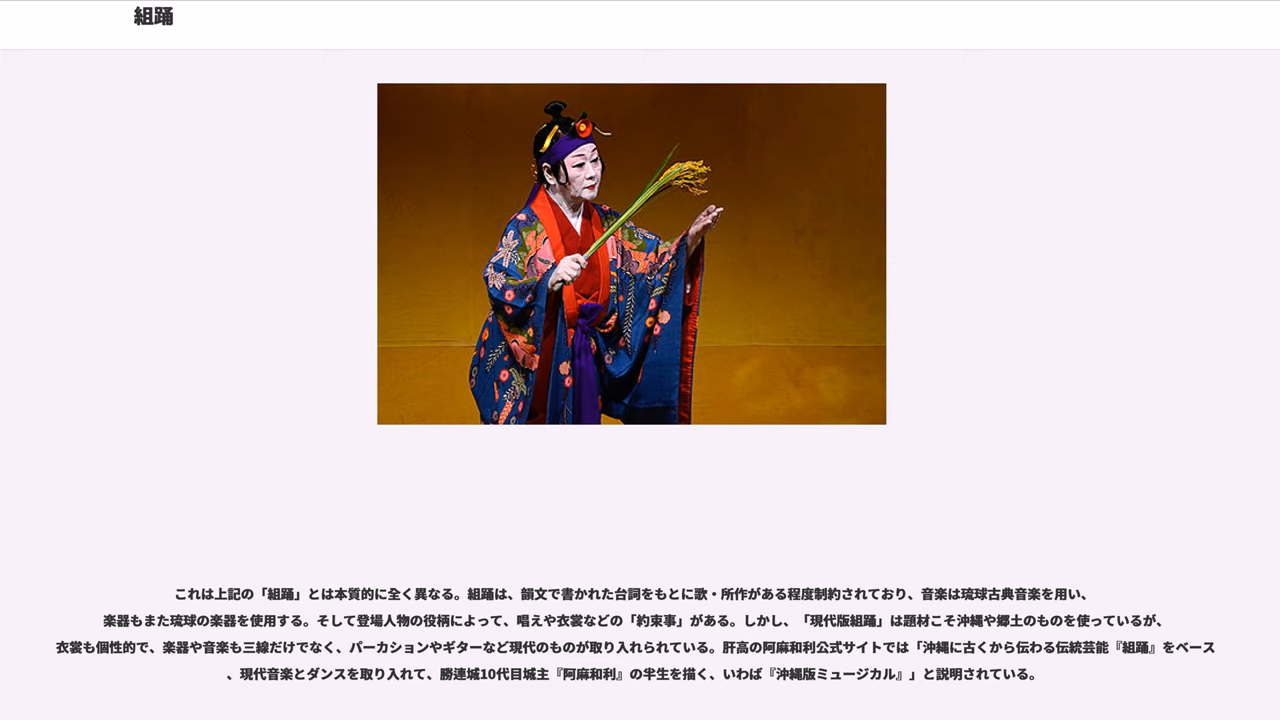 組踊
これは上記の「組踊」とは本質的に全く異なる。組踊は、韻文で書かれた台詞をもとに歌・所作がある程度制約されており、音楽は琉球古典音楽を用い、
楽器もまた琉球の楽器を使用する。そして登場人物の役柄によって、唱えや衣裳などの「約束事」がある。しかし、「現代版組踊」は題材こそ沖縄や郷土のものを使っているが、
衣裳も個性的で、楽器や音楽も三線だけでなく、パーカションやギターなど現代のものが取り入れられている。肝高の阿麻和利公式サイトでは「沖縄に古くから伝わる伝統芸能『組踊』をベース
、現代音楽とダンスを取り入れて、勝連城10代目城主『阿麻和利』の半生を描く、いわば『沖縄版ミュージカル』」と説明されている。